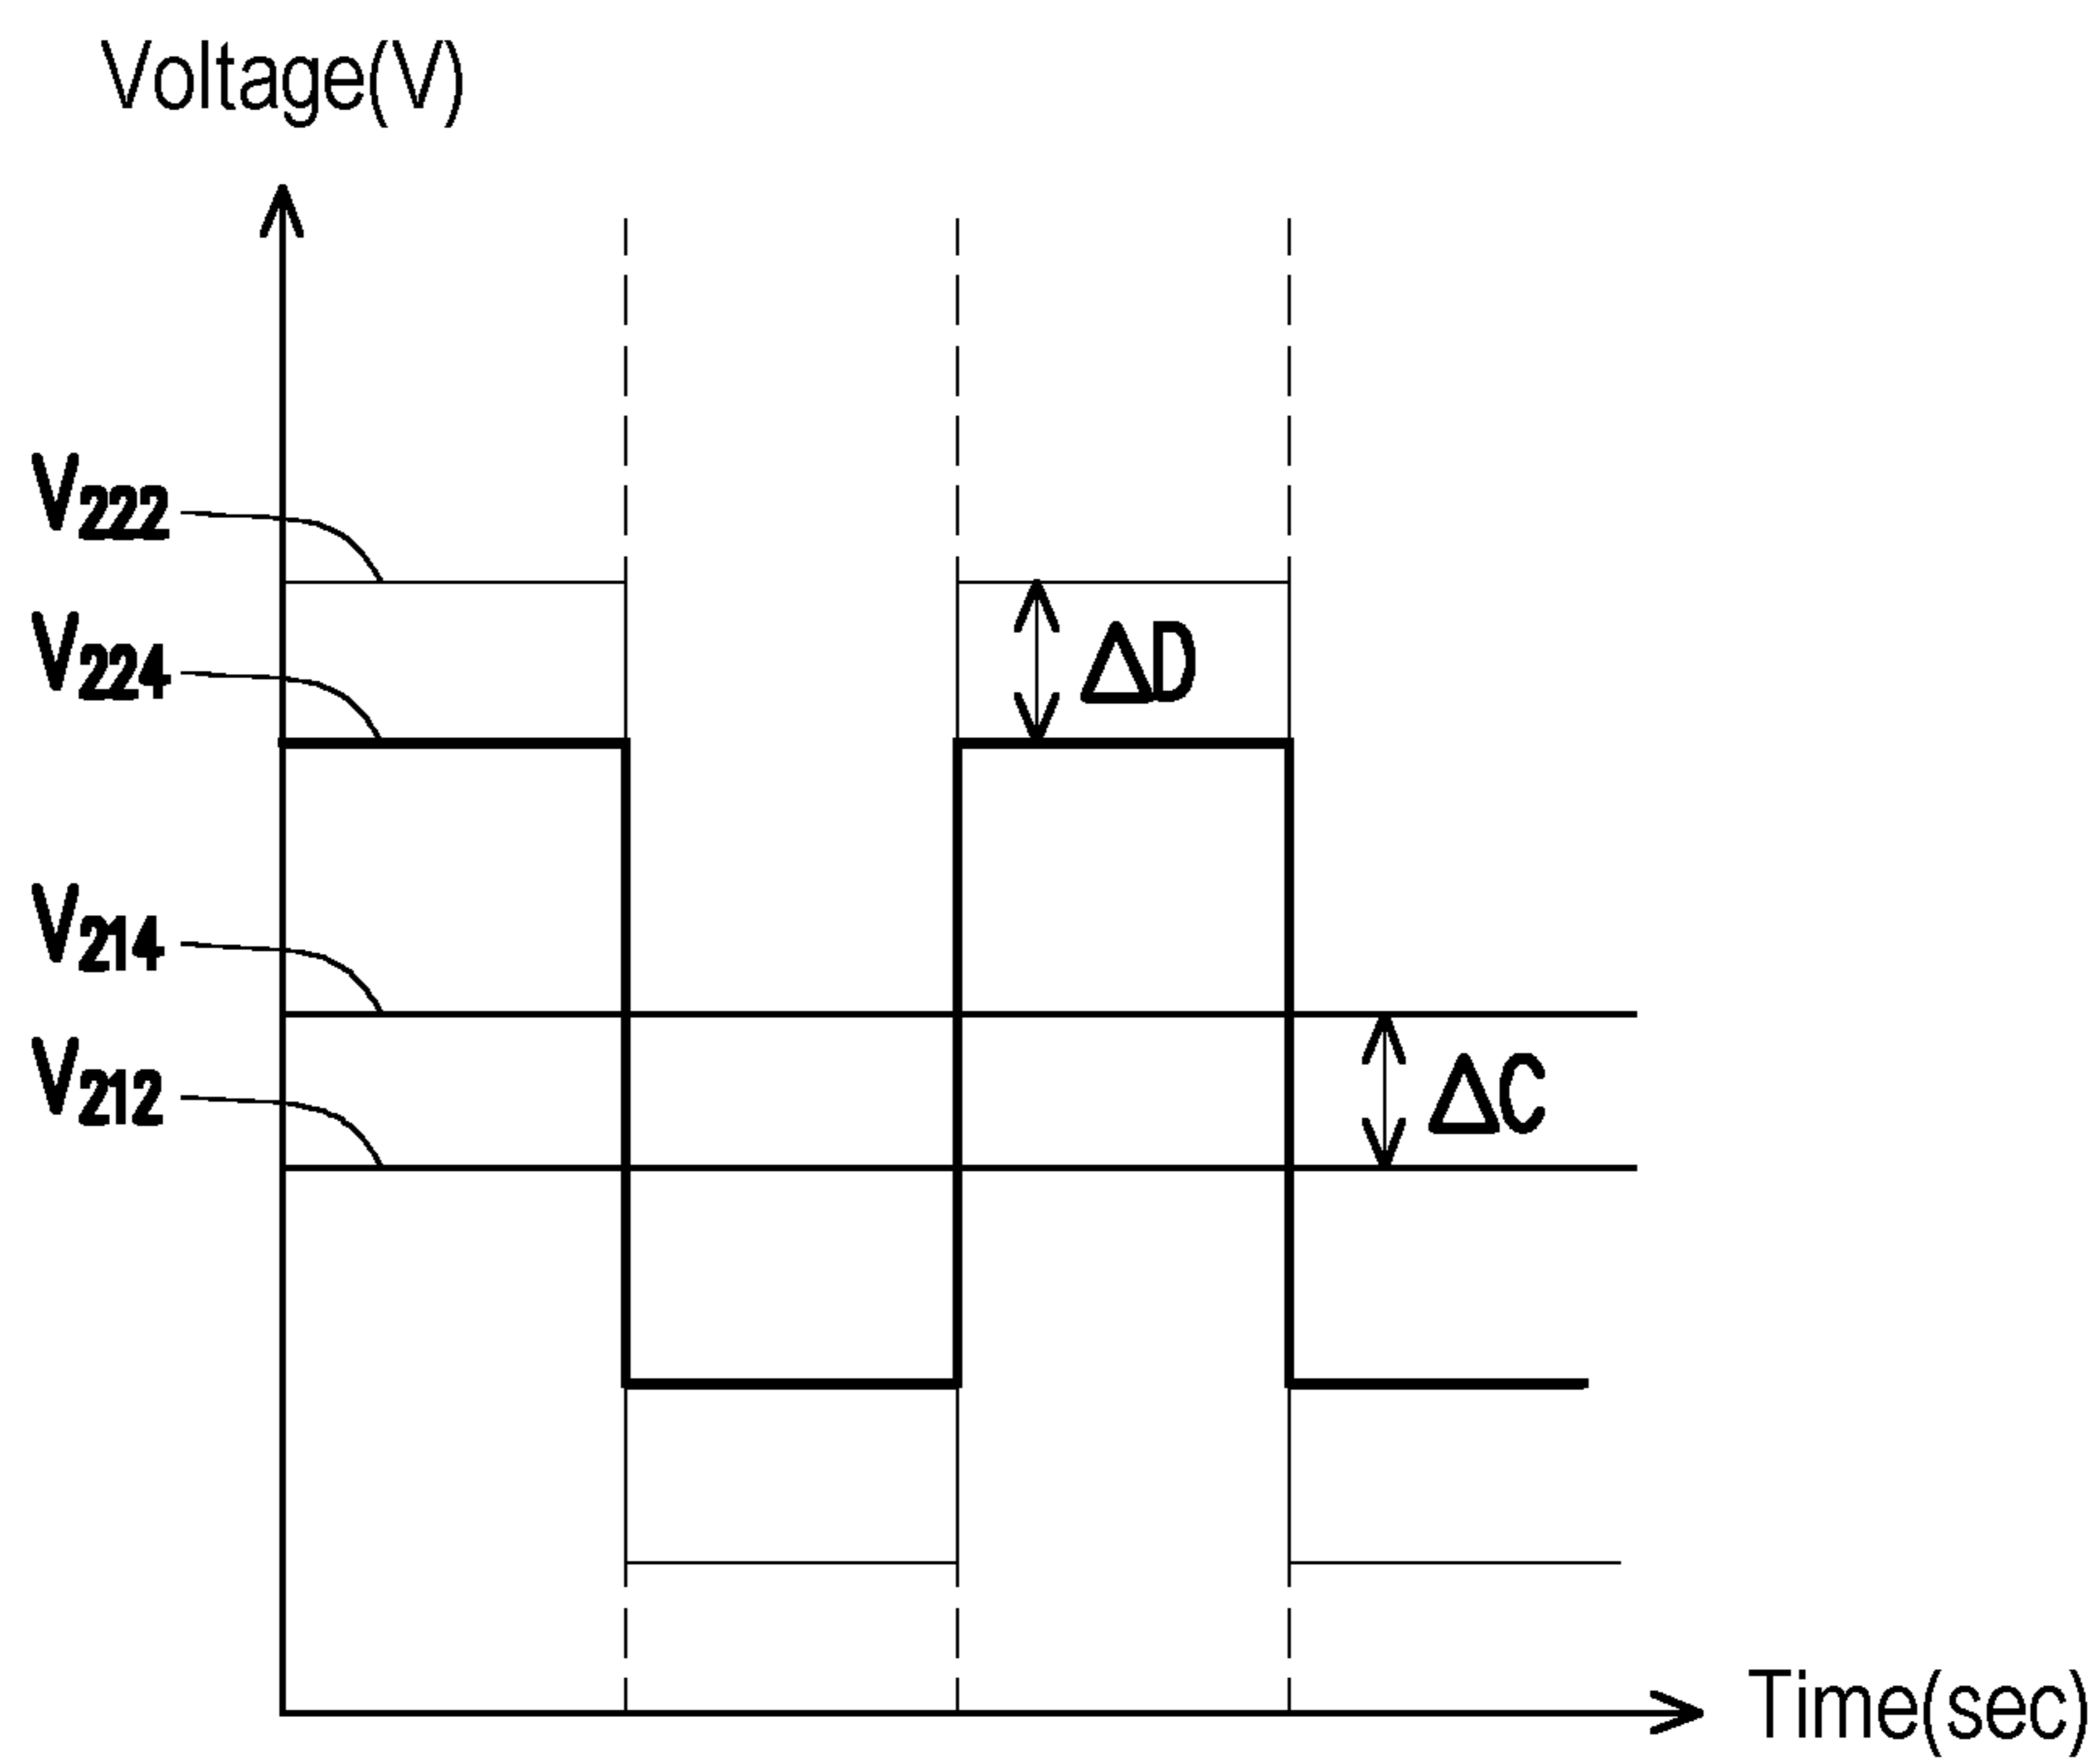 Voltage(V)
V222
V224
ΔD
V214
V212
ΔC
Time(sec)